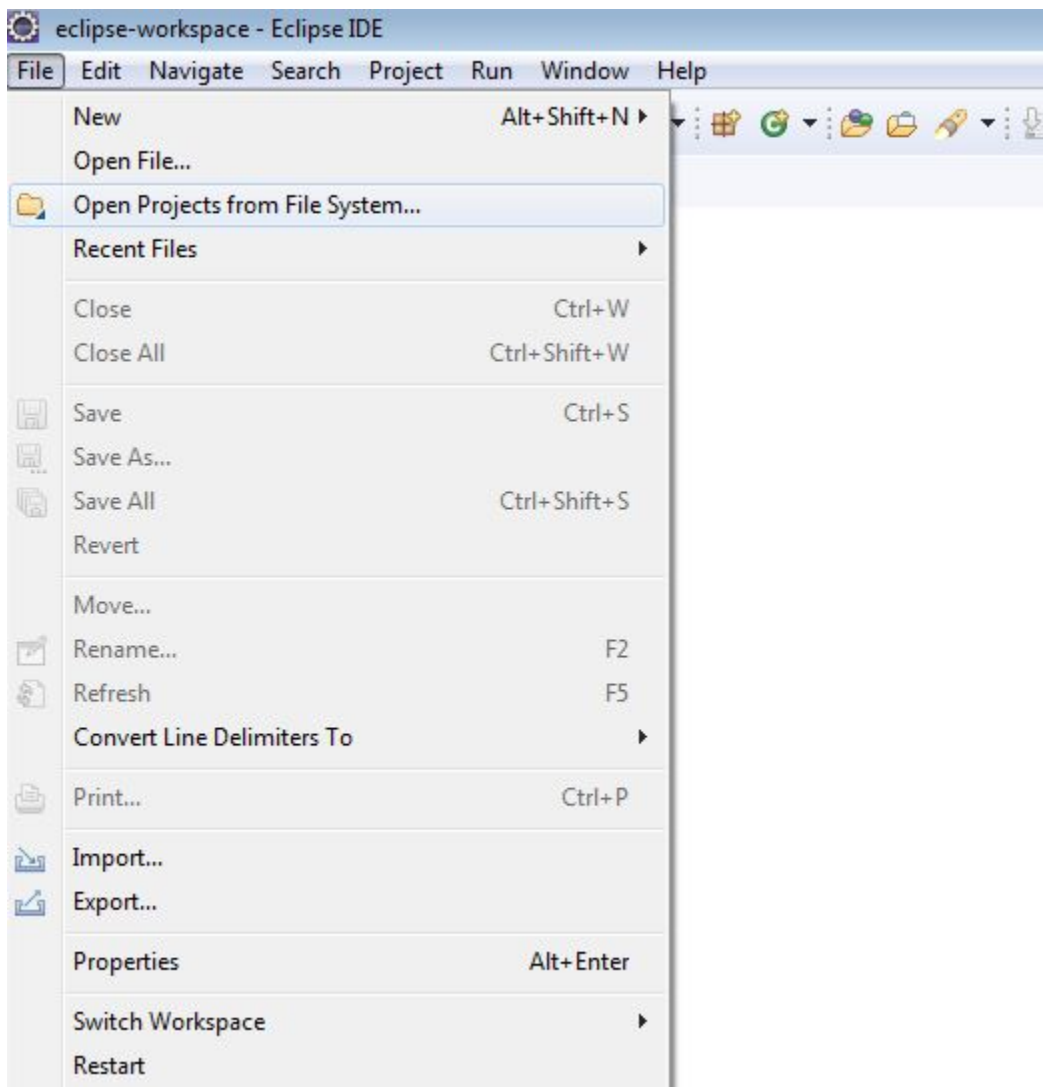 eclipse-workspace - Eclipse IDE
File Edit Navigate Search Project Run Window Help
New Alt+Shift+N
Open File...
Open Projects from File System...
Recent Files
Close Ctrl+W
Close All Ctrl+Shift+W
Save Ctrl+S
Save As...
Save All Ctrl+Shift+S
Revert
Move...
Rename... F2
Refresh F5
Convert Line Delimiters To
Print... Ctrl+P
Import...
Export...
Properties Alt+Enter
Switch Workspace
Restart